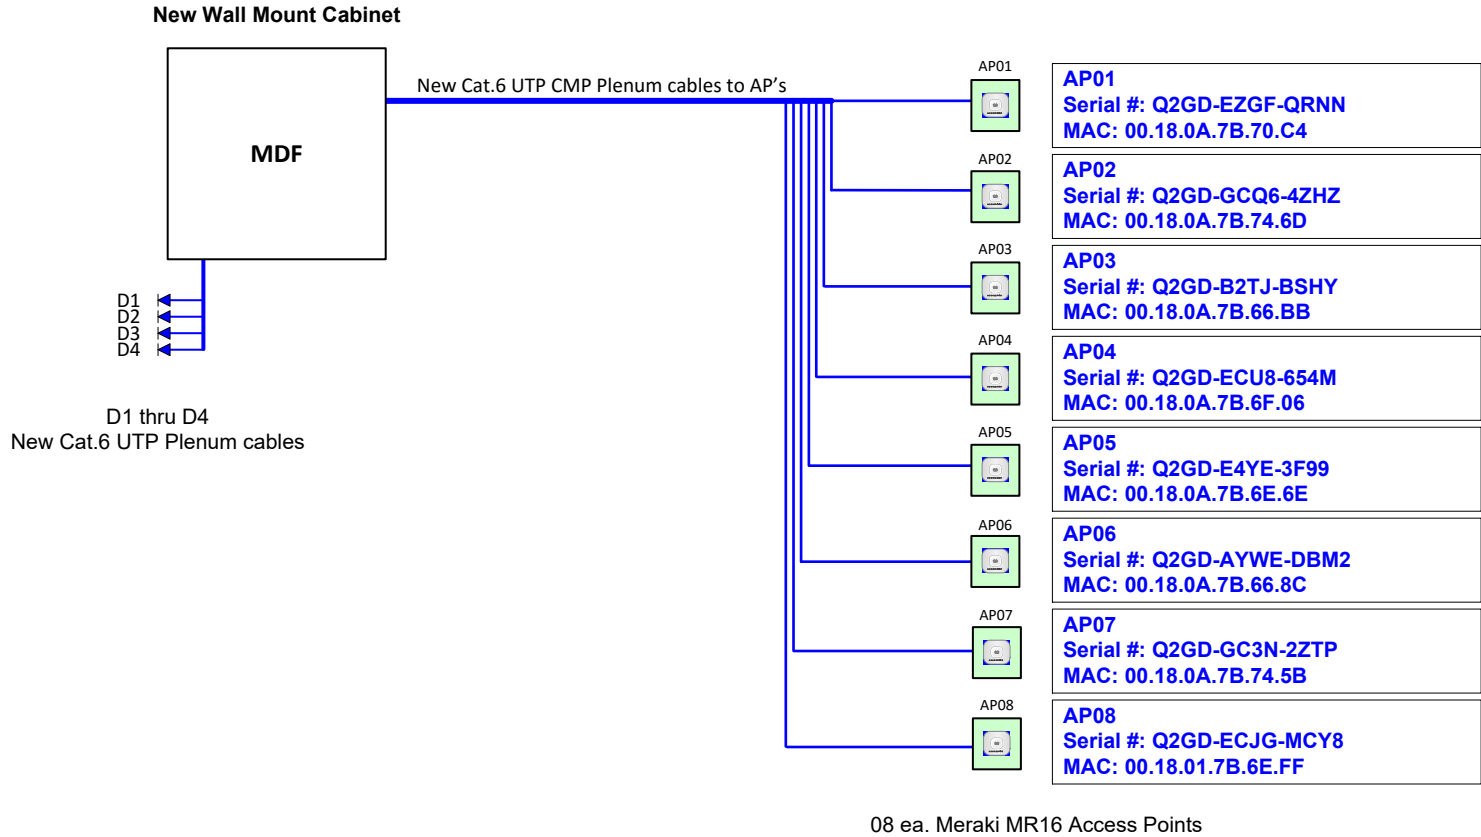 New Wall Mount Cabinet
MDF
New Cat.6 UTP CMP Plenum cables to AP's
D1
D2
D3
D4
D1 thru D4
New Cat.6 UTP Plenum cables
AP01
AP01
Serial #: Q2GD-EZGF-QRNN
MAC: 00.18.0A.7B.70.C4
AP02
AP02
Serial #: Q2GD-GCQ6-4ZHZ
MAC: 00.18.0A.7B.74.6D
AP03
AP03
Serial #: Q2GD-B2TJ-BSHY
MAC: 00.18.0A.7B.66.BB
AP04
AP04
Serial #: Q2GD-ECU8-654M
MAC: 00.18.0A.7B.6F.06
AP05
AP05
Serial #: Q2GD-E4YE-3F99
MAC: 00.18.0A.7B.6E.6E
AP06
AP06
Serial #: Q2GD-AYWE-DBM2
MAC: 00.18.0A.7B.66.8C
AP07
AP07
Serial #: Q2GD-GC3N-2ZTP
MAC: 00.18.0A.7B.74.5B
AP08
AP08
Serial #: Q2GD-ECJG-MCY8
MAC: 00.18.01.7B.6E.FF
08 ea. Meraki MR16 Access Points